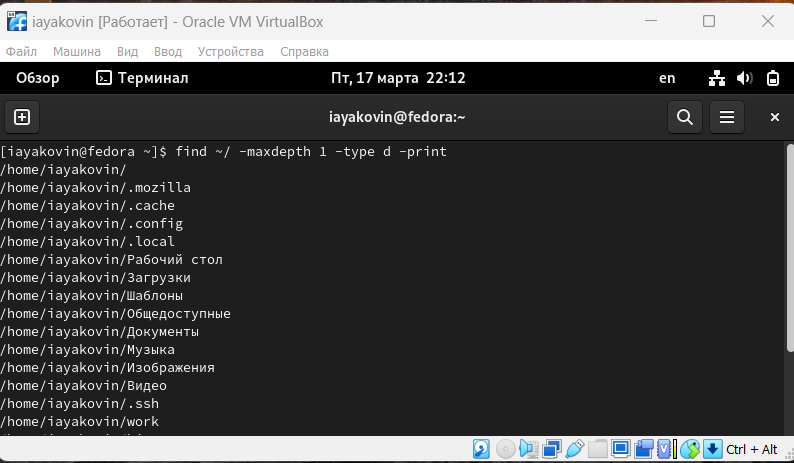 iayakovin [Работает] - Oracle VM VirtualBox
Файл Машина Вид Ввод Устройства Справка
Обзор Терминал Пт, 17 марта 22:12 en
iayakovin@fedora:~
[iayakovin@fedora ~]$ find ~/ -maxdepth 1 -type d -print
/home/iayakovin/
/home/iayakovin/.mozilla
/home/iayakovin/.cache
/home/iayakovin/.config
/home/iayakovin/.local
/home/iayakovin/Рабочий стол
/home/iayakovin/Загрузки
/home/iayakovin/Шаблоны
/home/iayakovin/Общедоступные
/home/iayakovin/Документы
/home/iayakovin/Музыка
/home/iayakovin/Изображения
/home/iayakovin/Видео
/home/iayakovin/.ssh
/home/iayakovin/work
Ctrl + Alt